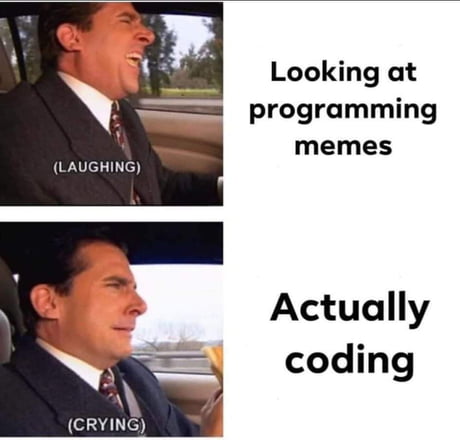 Looking at
programming
memes
(LAUGHING)
Actually
coding
(CRYING)